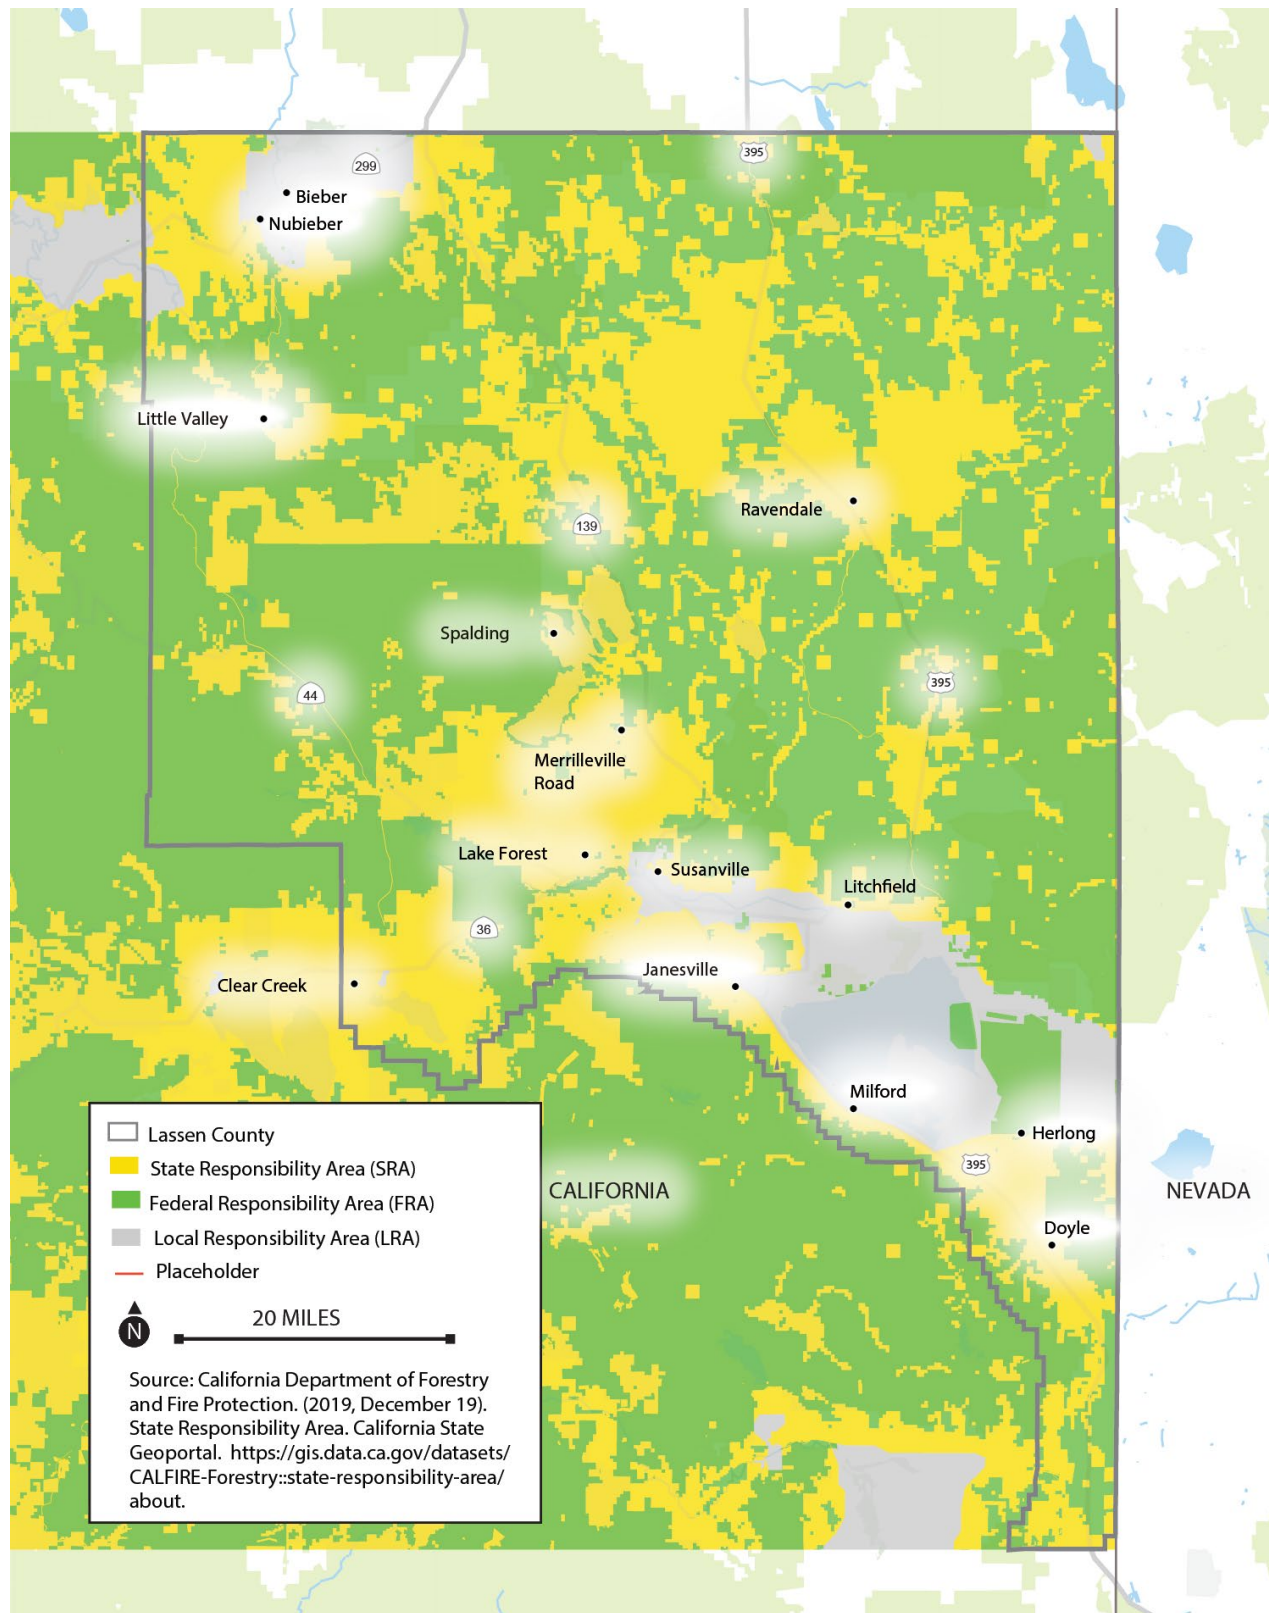 395
299
Bieber
Nubieber
Little Valley
Ravendale
139
Spalding
395
44
Merrilleville
Road
Lake Forest
Susanville
Litchfield
36
Janesville
Clear Creek
Milford
Herlong
395
CALIFORNIA
NEVADA
Doyle
Lassen County
State Responsibility Area (SRA)
Federal Responsibility Area (FRA)
Local Responsibility Area (LRA)
Placeholder
N
20 MILES
Source: California Department of Forestry
and Fire Protection. (2019, December 19).
State Responsibility Area. California State
Geoportal. https://gis.data.ca.gov/datasets/
CALFIRE-Forestry::state-responsibility-area/
about.